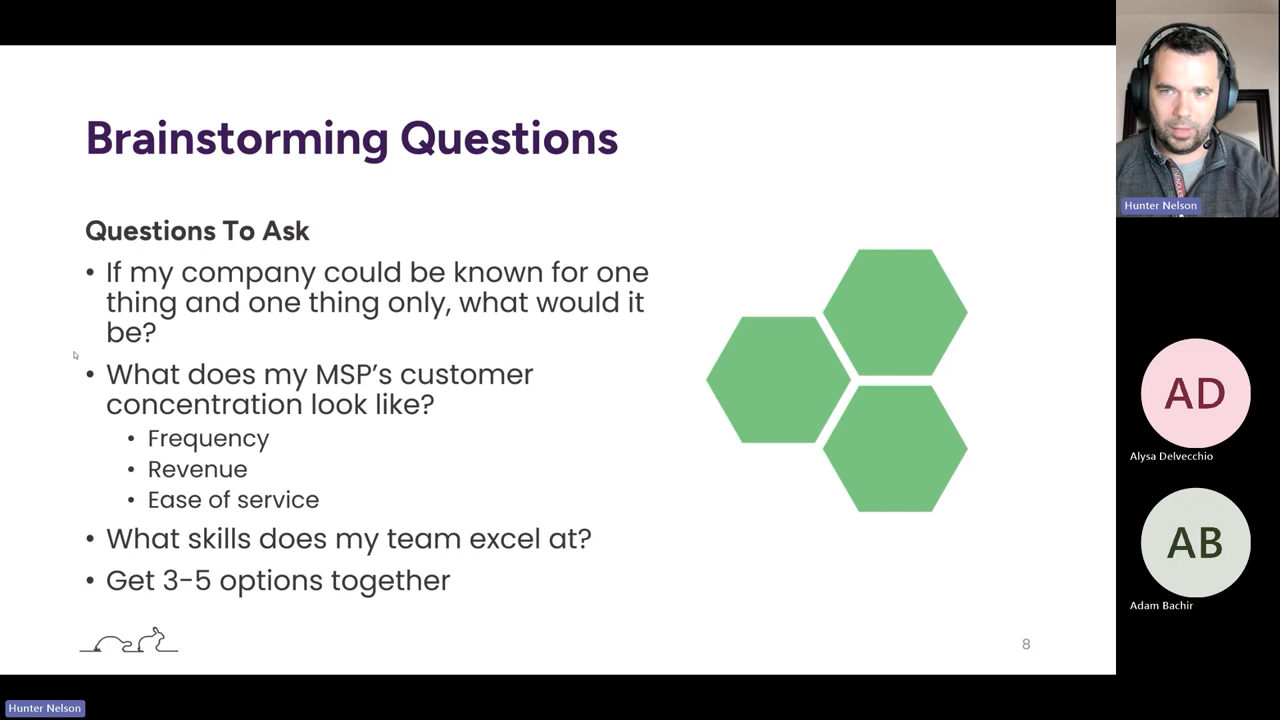 Brainstorming Questions
Questions To Ask
• If my company could be known for one
thing and one thing only, what would it
be?
• What does my MSP’s customer
concentration look like?
• Frequency
• Revenue
• Ease of service
• What skills does my team excel at?
• Get 3-5 options together
8
Hunter Nelson
AD
Alysa Delvecchio
AB
Adam Bachir
Hunter Nelson